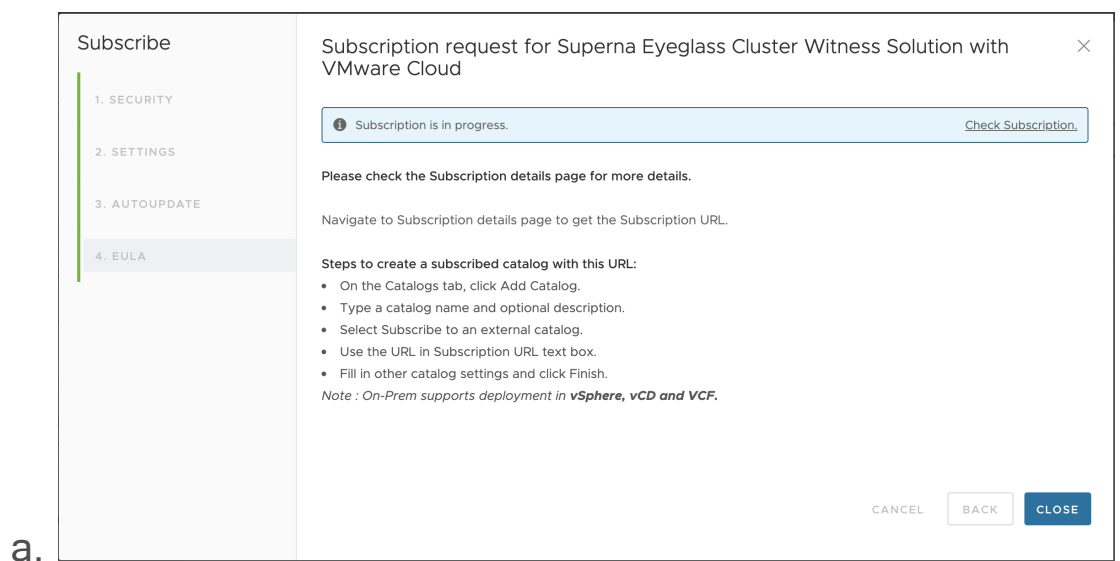 Subscribe
1. SECURITY
2. SETTINGS
3. AUTOUPDATE
4. EULA
Subscription request for Superna Eyeglass Cluster Witness Solution with
VMware Cloud
Subscription is in progress. Check Subscription.
Please check the Subscription details page for more details.
Navigate to Subscription details page to get the Subscription URL.
Steps to create a subscribed catalog with this URL:
• On the Catalogs tab, click Add Catalog.
• Type a catalog name and optional description.
• Select Subscribe to an external catalog.
• Use the URL in Subscription URL text box.
• Fill in other catalog settings and click Finish.
Note : On-Prem supports deployment in vSphere, vCD and VCF.
CANCEL BACK CLOSE
a.